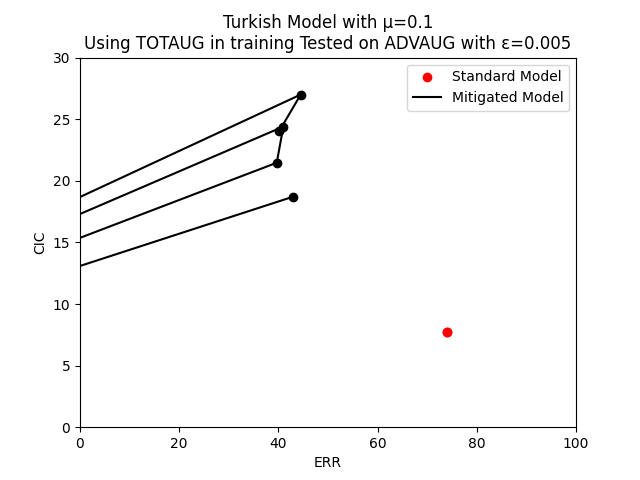 Turkish Model with μ=0.1
Using TOTAUG in training Tested on ADVAUG with ε=0.005
Standard Model
Mitigated Model
30
25
20
15
10
5
0
CIC
0 20 40 60 80 100
ERR